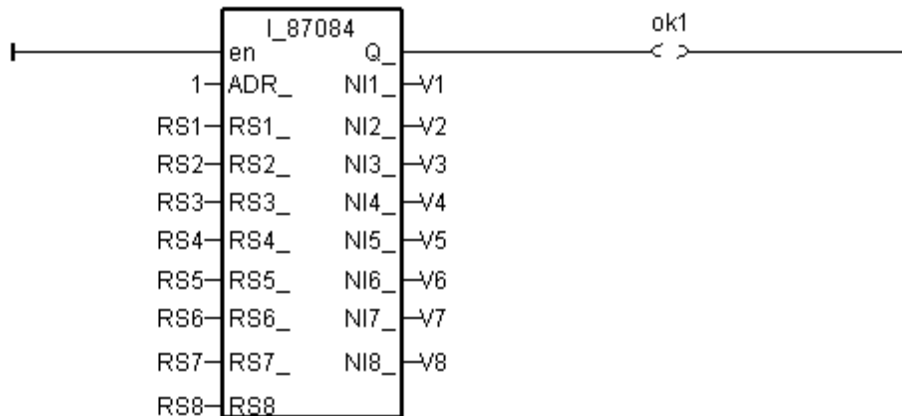 I_87084 ok1
en Q_
1 ADR_ NI1_ V1
RS1 RS1_ NI2_ V2
RS2 RS2_ NI3_ V3
RS3 RS3_ NI4_ V4
RS4 RS4_ NI5_ V5
RS5 RS5_ NI6_ V6
RS6 RS6_ NI7_ V7
RS7 RS7_ NI8_ V8
RS8 RS8